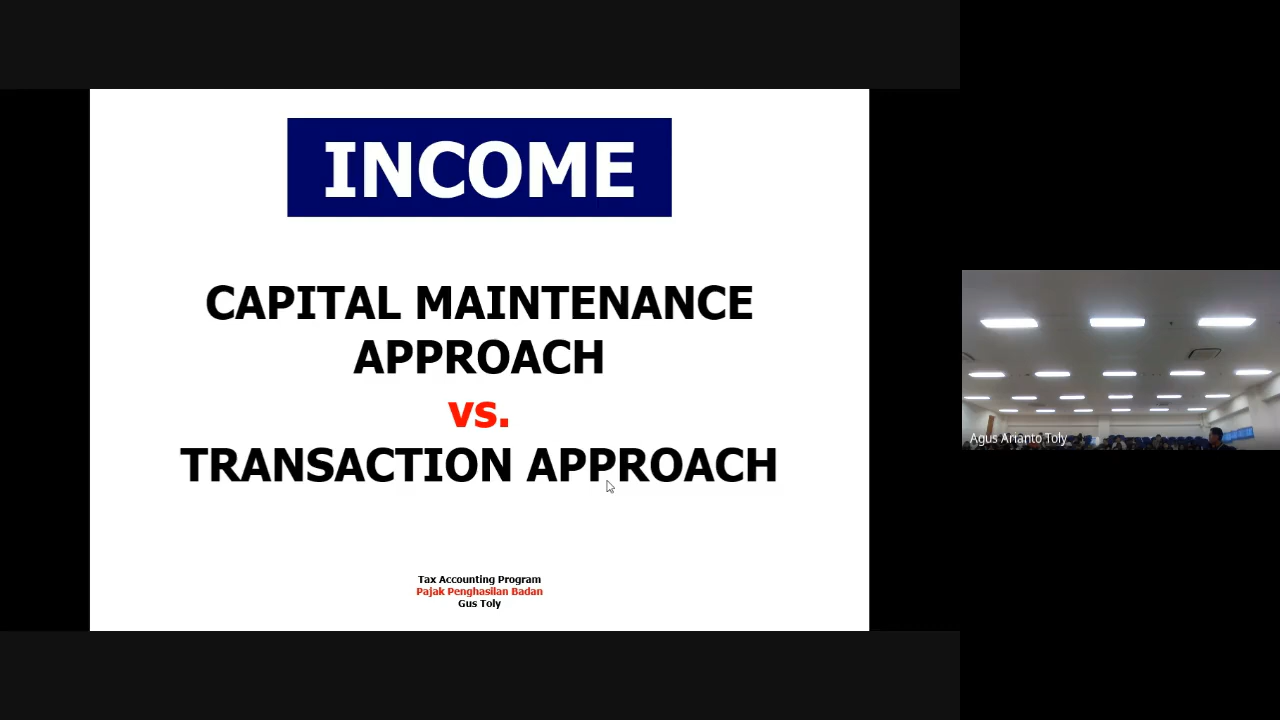 INCOME
CAPITAL MAINTENANCE
APPROACH
vs.
TRANSACTION APPROACH
Tax Accounting Program
Pajak Penghasilan Badan
Gus Toly
Agus Arianto Toly